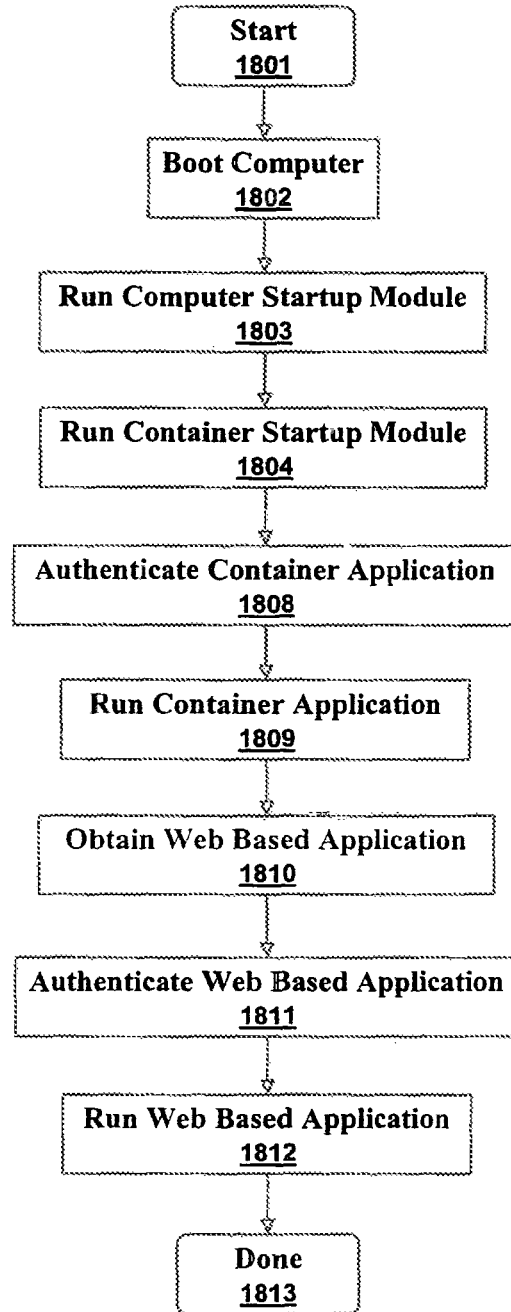 Start
1801
Boot Computer
1802
Run Computer Startup Module
1803
Run Container Startup Module
1804
Authenticate Container Application
1808
Run Container Application
1809
Obtain Web Based Application
1810
Authenticate Web Based Application
1811
Run Web Based Application
1812
Done
1813